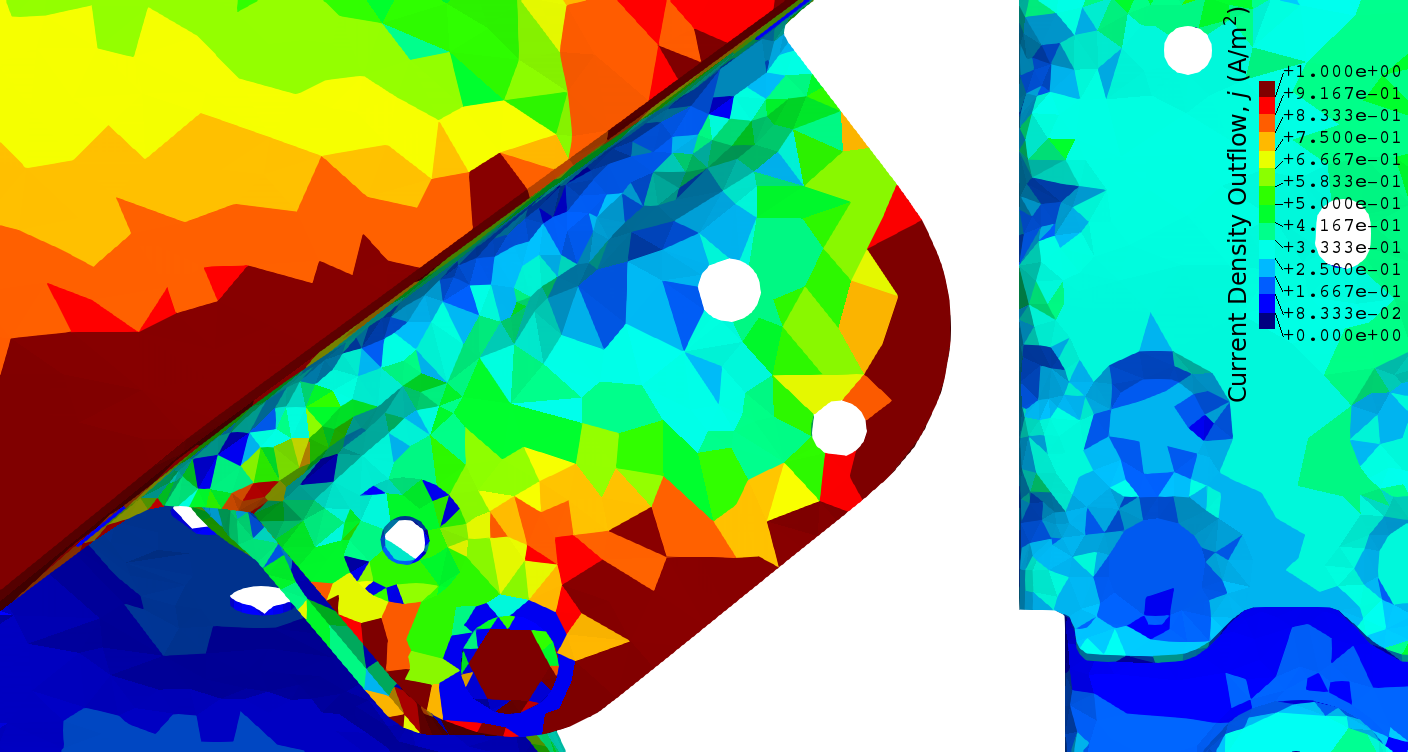 Current Density Outflow, j (A/m²)
+1.000e+00
+9.167e-01
+8.333e-01
+7.500e-01
+6.667e-01
+5.833e-01
+5.000e-01
+4.167e-01
+3.333e-01
+2.500e-01
+1.667e-01
+8.333e-02
+0.000e+00